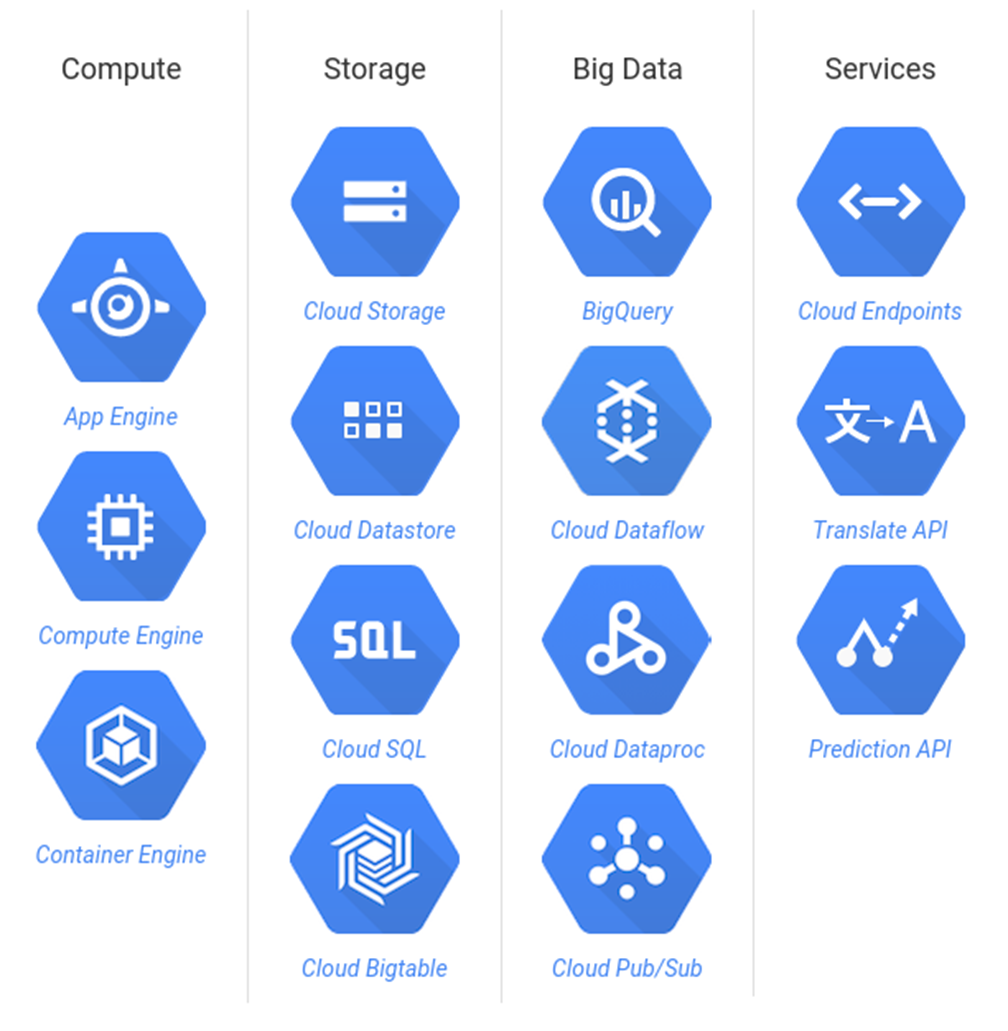 Compute
App Engine
Compute Engine
Container Engine
Storage
Cloud Storage
Cloud Datastore
SQL
Cloud SQL
Cloud Bigtable
Big Data
BigQuery
Cloud Dataflow
Cloud Dataproc
Cloud Pub/Sub
Services
Cloud Endpoints
文→A
Translate API
Prediction API